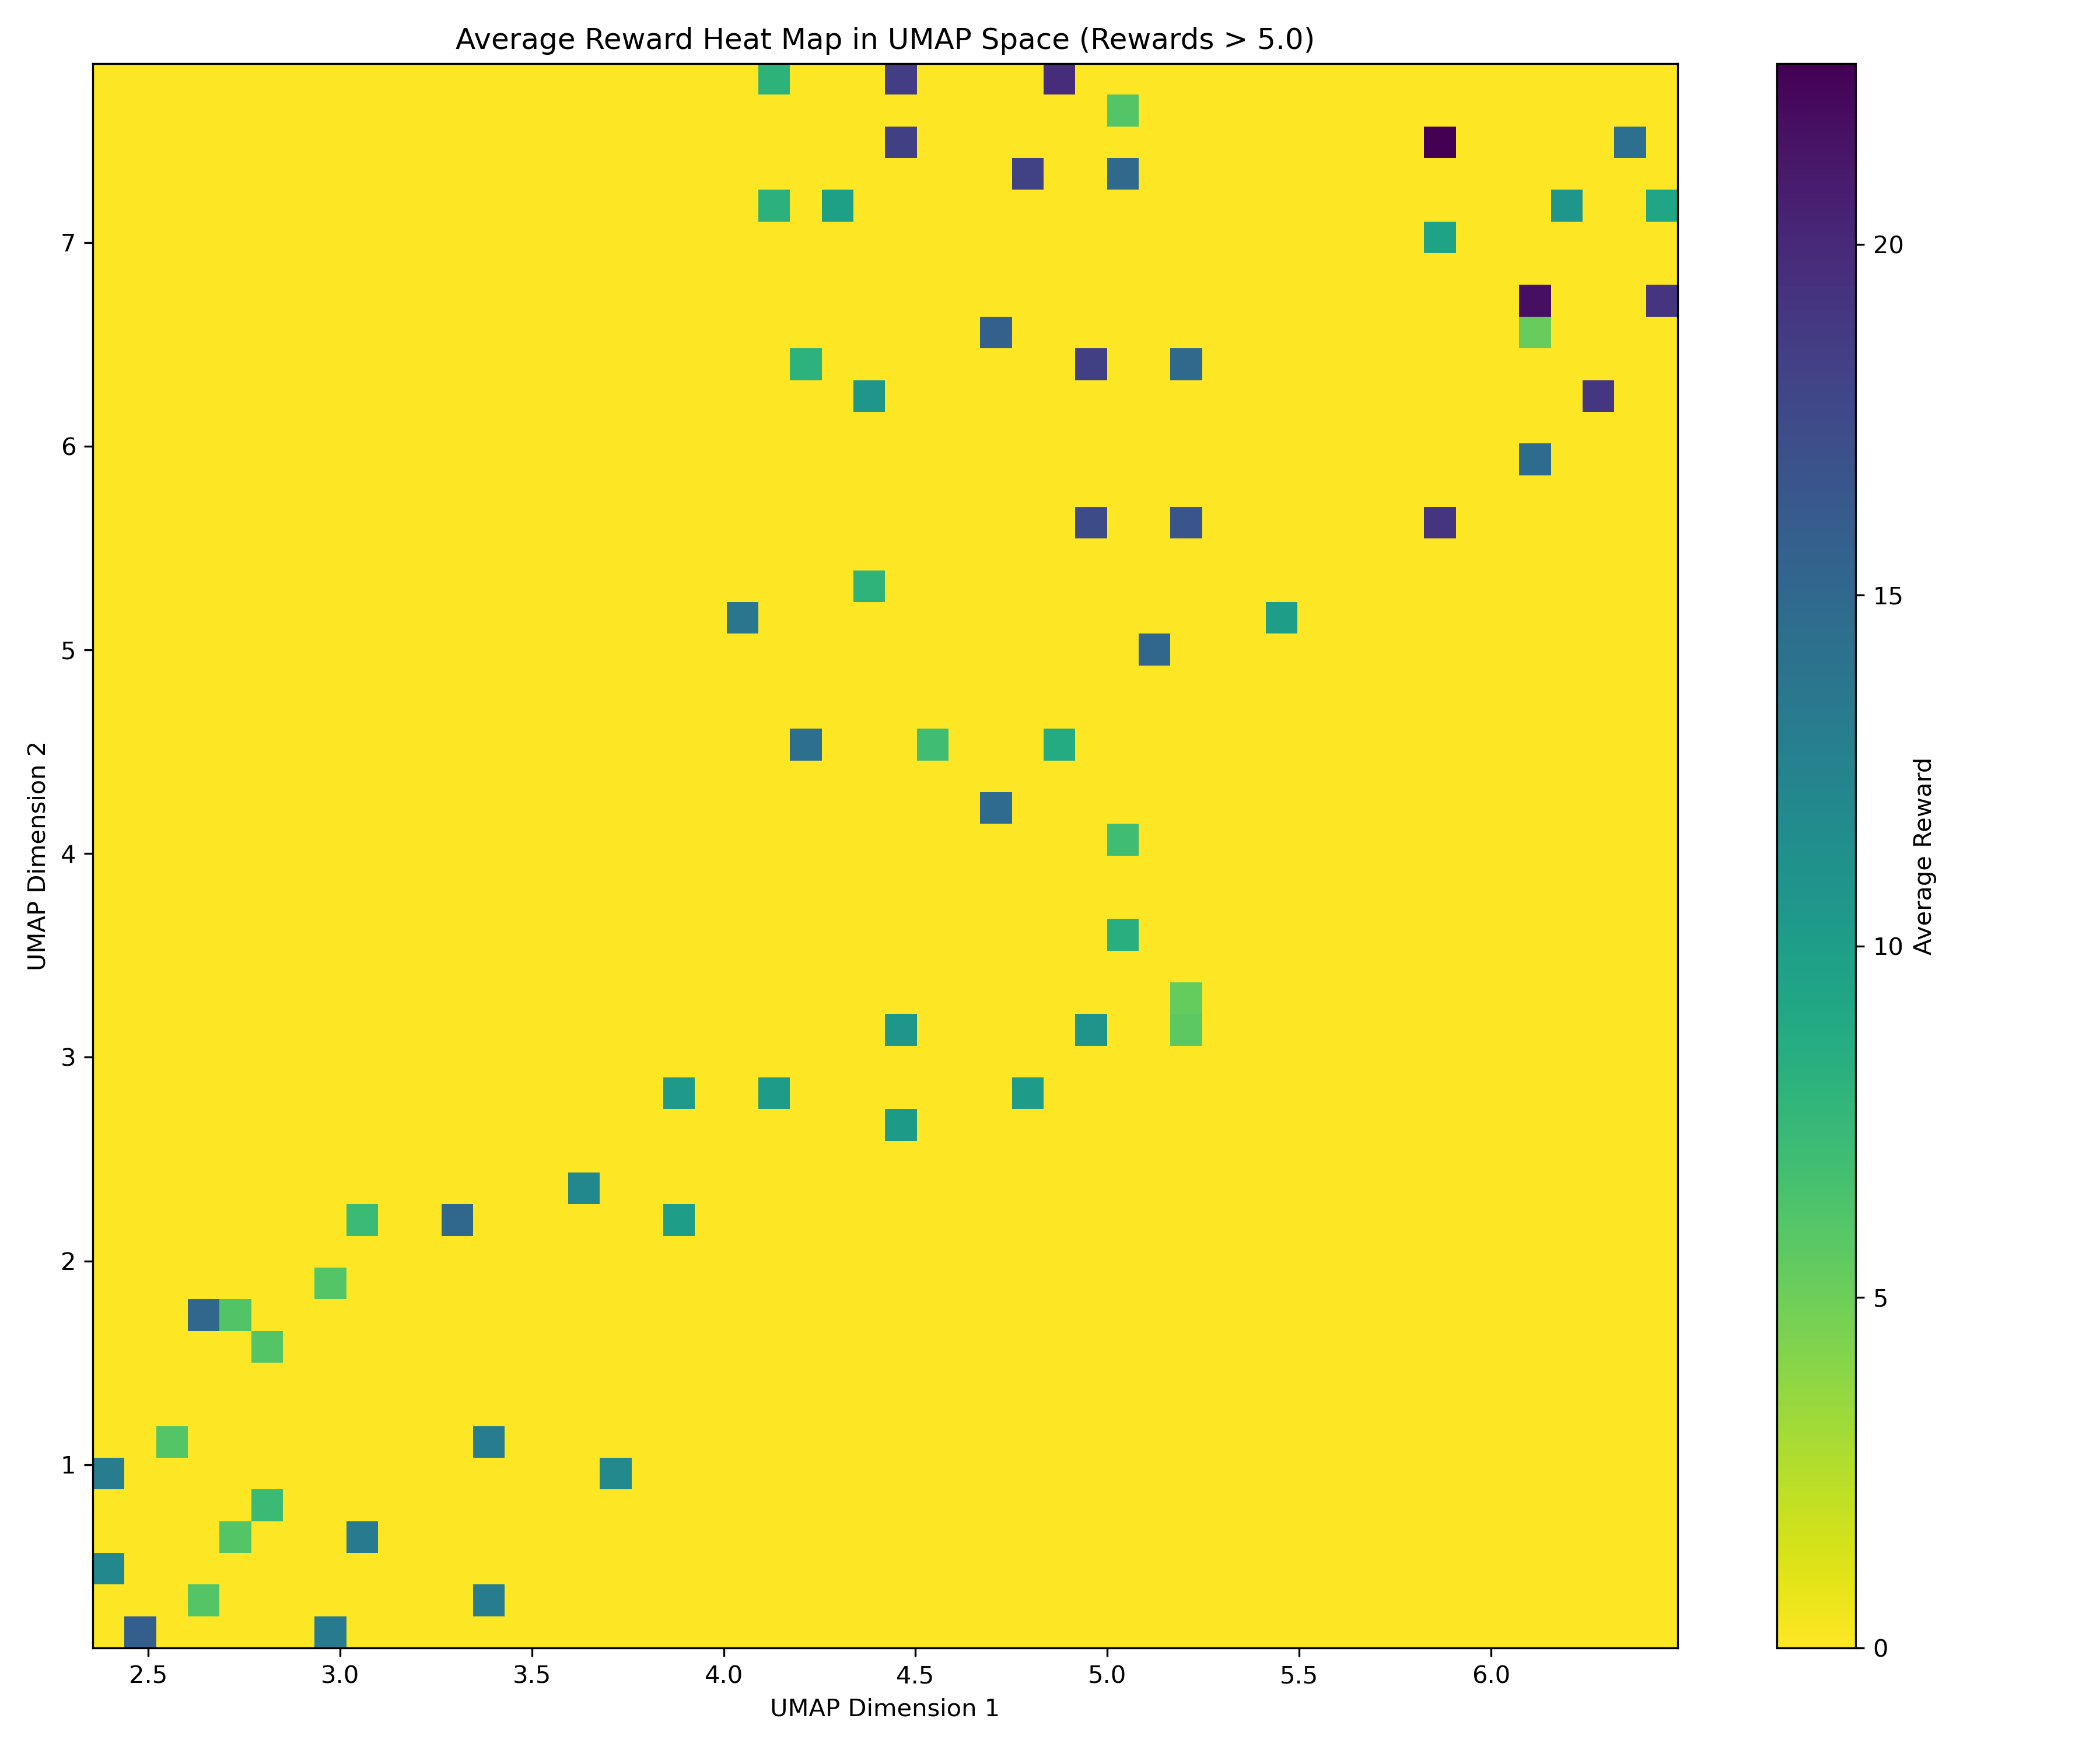 Average Reward Heat Map in UMAP Space (Rewards > 5.0)
UMAP Dimension 2
7
6
5
4
3
2
1
2.5 3.0 3.5 4.0 4.5 5.0 5.5 6.0
UMAP Dimension 1
20
15
10
5
0
Average Reward